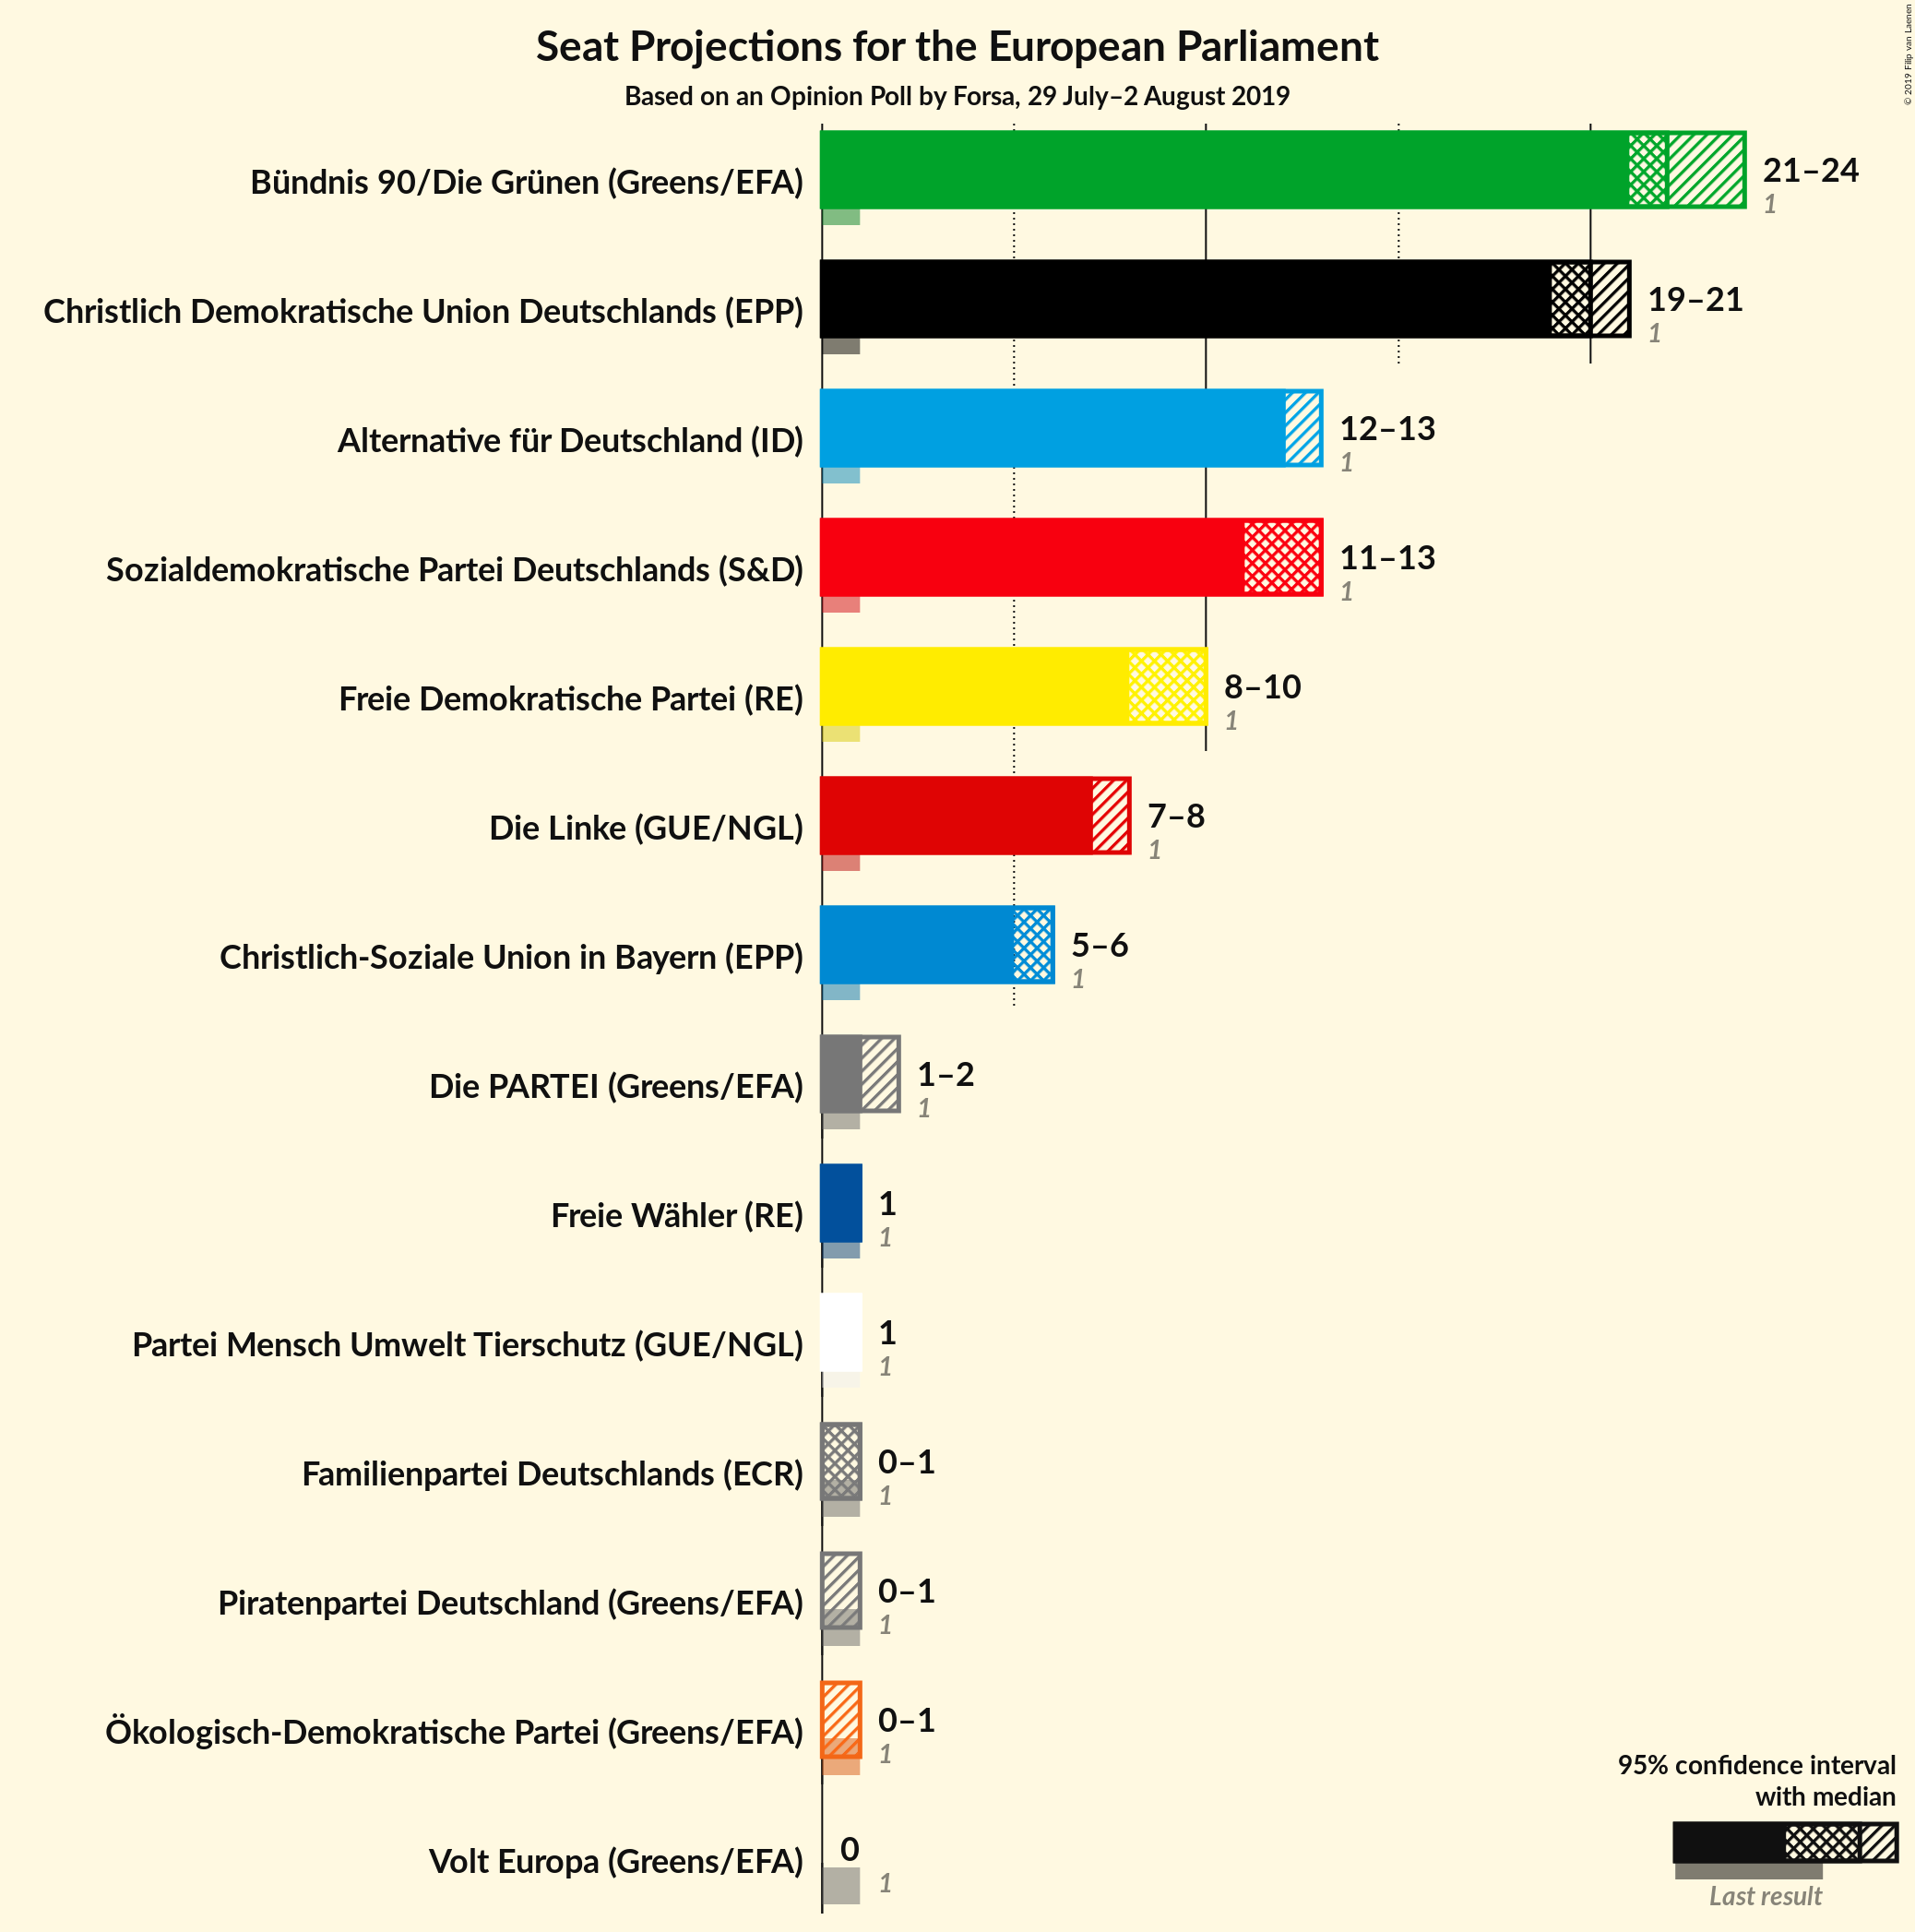 Seat Projections for the European Parliament
Based on an Opinion Poll by Forsa, 29 July–2 August 2019
© 2019 Filip van Laenen
Bündnis 90/Die Grünen (Greens/EFA)
21–24
1
Christlich Demokratische Union Deutschlands (EPP)
19–21
1
Alternative für Deutschland (ID)
12–13
1
Sozialdemokratische Partei Deutschlands (S&D)
11–13
1
Freie Demokratische Partei (RE)
8–10
1
Die Linke (GUE/NGL)
7–8
1
Christlich-Soziale Union in Bayern (EPP)
5–6
1
Die PARTEI (Greens/EFA)
1–2
1
Freie Wähler (RE)
1
1
Partei Mensch Umwelt Tierschutz (GUE/NGL)
1
1
Familienpartei Deutschlands (ECR)
0–1
1
Piratenpartei Deutschland (Greens/EFA)
0–1
1
Ökologisch-Demokratische Partei (Greens/EFA)
0–1
1
Volt Europa (Greens/EFA)
0
1
95% confidence interval
with median
Last result